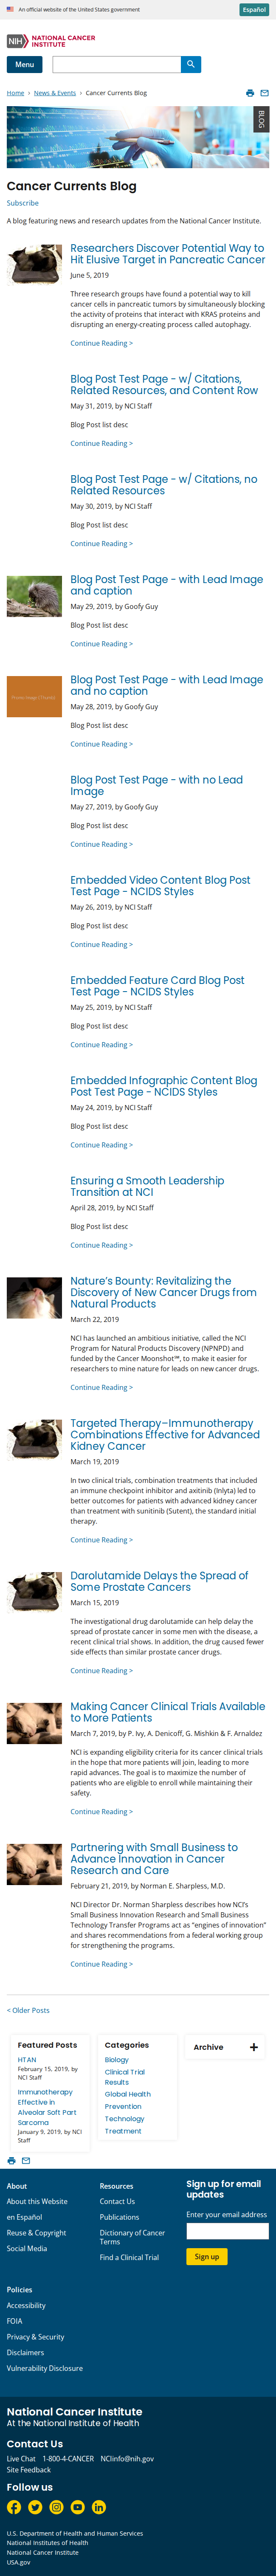 An official website of the United States government
Español
NIH NATIONAL CANCER
INSTITUTE
Menu
Home › News & Events › Cancer Currents Blog
BLOG
Cancer Currents Blog
Subscribe
A blog featuring news and research updates from the National Cancer Institute.
Researchers Discover Potential Way to
Hit Elusive Target in Pancreatic Cancer
June 5, 2019
Three research groups have found a potential way to kill
cancer cells in pancreatic tumors by simultaneously blocking
the activity of proteins that interact with KRAS proteins and
disrupting an energy-creating process called autophagy.
Continue Reading >
Blog Post Test Page - w/ Citations,
Related Resources, and Content Row
May 31, 2019, by NCI Staff
Blog Post list desc
Continue Reading >
Blog Post Test Page - w/ Citations, no
Related Resources
May 30, 2019, by NCI Staff
Blog Post list desc
Continue Reading >
Blog Post Test Page - with Lead Image
and caption
May 29, 2019, by Goofy Guy
Blog Post list desc
Continue Reading >
Blog Post Test Page - with Lead Image
and no caption
May 28, 2019, by Goofy Guy
Blog Post list desc
Continue Reading >
Blog Post Test Page - with no Lead
Image
May 27, 2019, by Goofy Guy
Blog Post list desc
Continue Reading >
Embedded Video Content Blog Post
Test Page - NCIDS Styles
May 26, 2019, by NCI Staff
Blog Post list desc
Continue Reading >
Embedded Feature Card Blog Post
Test Page - NCIDS Styles
May 25, 2019, by NCI Staff
Blog Post list desc
Continue Reading >
Embedded Infographic Content Blog
Post Test Page - NCIDS Styles
May 24, 2019, by NCI Staff
Blog Post list desc
Continue Reading >
Ensuring a Smooth Leadership
Transition at NCI
April 28, 2019, by NCI Staff
Blog Post list desc
Continue Reading >
Nature's Bounty: Revitalizing the
Discovery of New Cancer Drugs from
Natural Products
March 22, 2019
NCI has launched an ambitious initiative, called the NCI
Program for Natural Products Discovery (NPNPD) and
funded by the Cancer Moonshot℠, to make it easier for
researchers to mine nature for leads on new cancer drugs.
Continue Reading >
Targeted Therapy–Immunotherapy
Combinations Effective for Advanced
Kidney Cancer
March 19, 2019
In two clinical trials, combination treatments that included
an immune checkpoint inhibitor and axitinib (Inlyta) led to
better outcomes for patients with advanced kidney cancer
than treatment with sunitinib (Sutent), the standard initial
therapy.
Continue Reading >
Darolutamide Delays the Spread of
Some Prostate Cancers
March 15, 2019
The investigational drug darolutamide can help delay the
spread of prostate cancer in some men with the disease, a
recent clinical trial shows. In addition, the drug caused fewer
side effects than similar prostate cancer drugs.
Continue Reading >
Making Cancer Clinical Trials Available
to More Patients
March 7, 2019, by P. Ivy, A. Denicoff, G. Mishkin & F. Arnaldez
NCI is expanding eligibility criteria for its cancer clinical trials
in the hope that more patients will join, leading to more
rapid advances. The goal is to maximize the number of
patients who are eligible to enroll while maintaining their
safety.
Continue Reading >
Partnering with Small Business to
Advance Innovation in Cancer
Research and Care
February 21, 2019, by Norman E. Sharpless, M.D.
NCI Director Dr. Norman Sharpless describes how NCI's
Small Business Innovation Research and Small Business
Technology Transfer Programs act as "engines of innovation"
and shares components of the federally funded program
for strengthening the programs.
Continue Reading >
< Older Posts
Featured Posts
HTAN
February 15, 2019, by
NCI Staff
Immunotherapy
Effective in
Alveolar Soft Part
Sarcoma
January 9, 2019, by NCI
Staff
Categories
Biology
Clinical Trial
Results
Global Health
Prevention
Technology
Treatment
Archive
About
About this Website
en Español
Reuse & Copyright
Social Media
Resources
Contact Us
Publications
Dictionary of Cancer
Terms
Find a Clinical Trial
Sign up for email
updates
Enter your email address
Sign up
Policies
Accessibility
FOIA
Privacy & Security
Disclaimers
Vulnerability Disclosure
National Cancer Institute
At the National Institute of Health
Contact Us
Live Chat 1-800-4-CANCER NCIinfo@nih.gov
Site Feedback
Follow us
U.S. Department of Health and Human Services
National Institutes of Health
National Cancer Institute
USA.gov